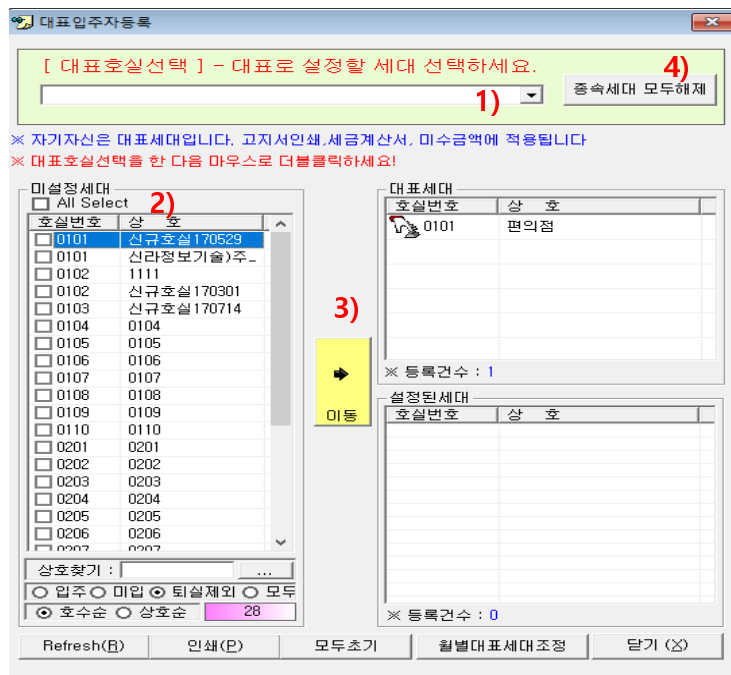 대표입주자등록
[ 대표호실선택 ] - 대표로 설정할 세대 선택하세요.
4)
1)
종속세대 모두해제
※ 자기자신은 대표세대입니다. 고지서인쇄,세금계산서, 미수금액에 적용됩니다
※ 대표호실선택을 한 다음 마우스로 더블클릭하세요!
미설정세대
All Select
2)
호실번호 상 호
0101 신규호실170529
0101 신라정보기술)주_
0102 1111
0102 신규호실170301
0103 신규호실170714
0104 0104
0105 0105
0106 0106
0107 0107
0108 0108
0109 0109
0110 0110
0201 0201
0202 0202
0203 0203
0204 0204
0205 0205
0206 0206
0207 0207
상호찾기 : ...
입주 미입 퇴실제외 모두
호수순 상호순 28
3)
이동
대표세대
호실번호 상 호
0101 편의점
※ 등록건수 : 1
설정된세대
호실번호 상 호
※ 등록건수 : 0
Refresh(R) 인쇄(P) 모두초기 월별대표세대조정 닫기 (X)